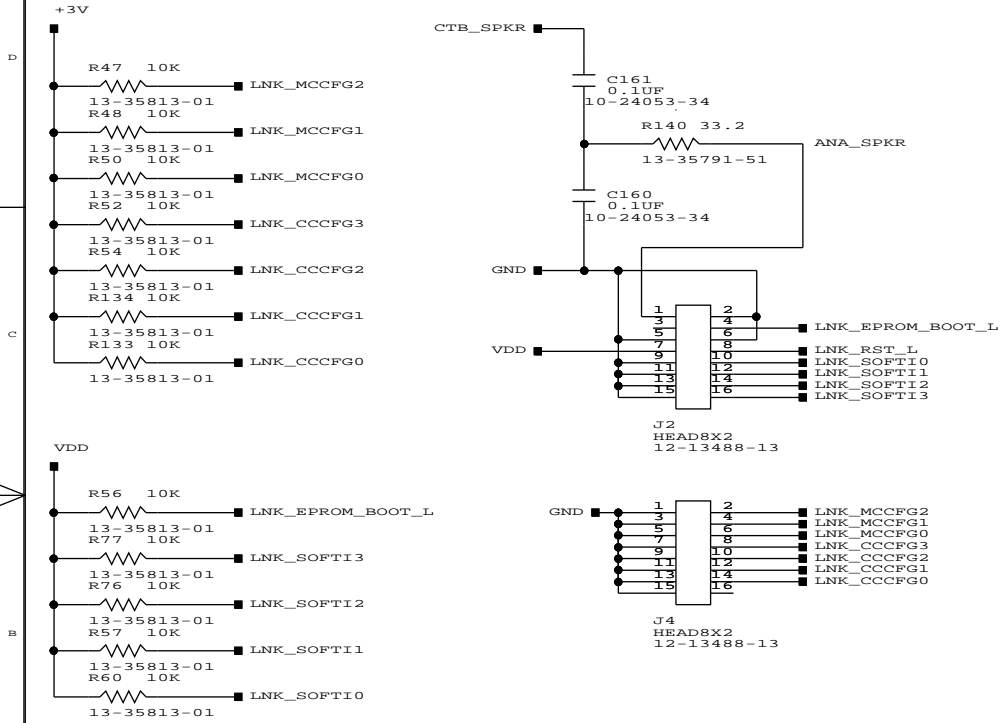 +3V
D
R47 10K
LNK_MCCFG2
13-35813-01
R48 10K
LNK_MCCFG1
13-35813-01
R50 10K
LNK_MCCFG0
13-35813-01
R52 10K
LNK_CCCFG3
13-35813-01
R54 10K
LNK_CCCFG2
13-35813-01
R134 10K
LNK_CCCFG1
13-35813-01
R133 10K
LNK_CCCFG0
13-35813-01
C
CTB_SPKR
C161
0.1UF
10-24053-34
R140 33.2
ANA_SPKR
13-35791-51
C160
0.1UF
10-24053-34
GND
1 2
3 4 LNK_EPROM_BOOT_L
5 6
VDD 7 8 LNK_RST_L
9 10 LNK_SOFTI0
11 12 LNK_SOFTI1
13 14 LNK_SOFTI2
15 16 LNK_SOFTI3
J2
HEAD8X2
12-13488-13
VDD
R56 10K
LNK_EPROM_BOOT_L
13-35813-01
R77 10K
LNK_SOFTI3
13-35813-01
R76 10K
LNK_SOFTI2
13-35813-01
B
R57 10K
LNK_SOFTI1
13-35813-01
R60 10K
LNK_SOFTI0
13-35813-01
GND 1 2 LNK_MCCFG2
3 4 LNK_MCCFG1
5 6 LNK_MCCFG0
7 8 LNK_CCCFG3
9 10 LNK_CCCFG2
11 12 LNK_CCCFG1
13 14 LNK_CCCFG0
15 16
J4
HEAD8X2
12-13488-13